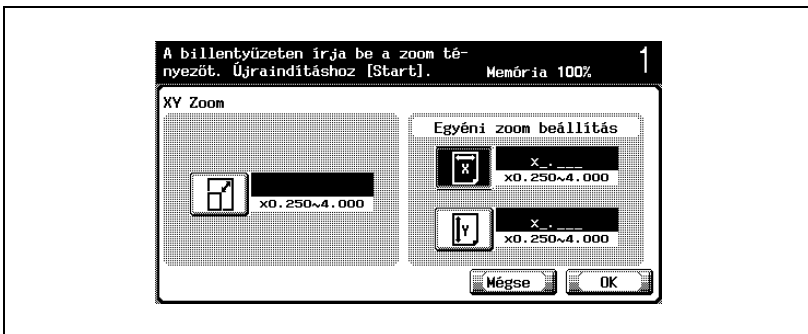 A billentyűzeten írja be a zoom té-
nyezőt. Újraindításhoz [Start].
Memória 100%
1
XY Zoom
Egyéni zoom beállítás
x0.250~4.000
X
x_.___
x0.250~4.000
Y
x_.___
x0.250~4.000
Mégse
OK